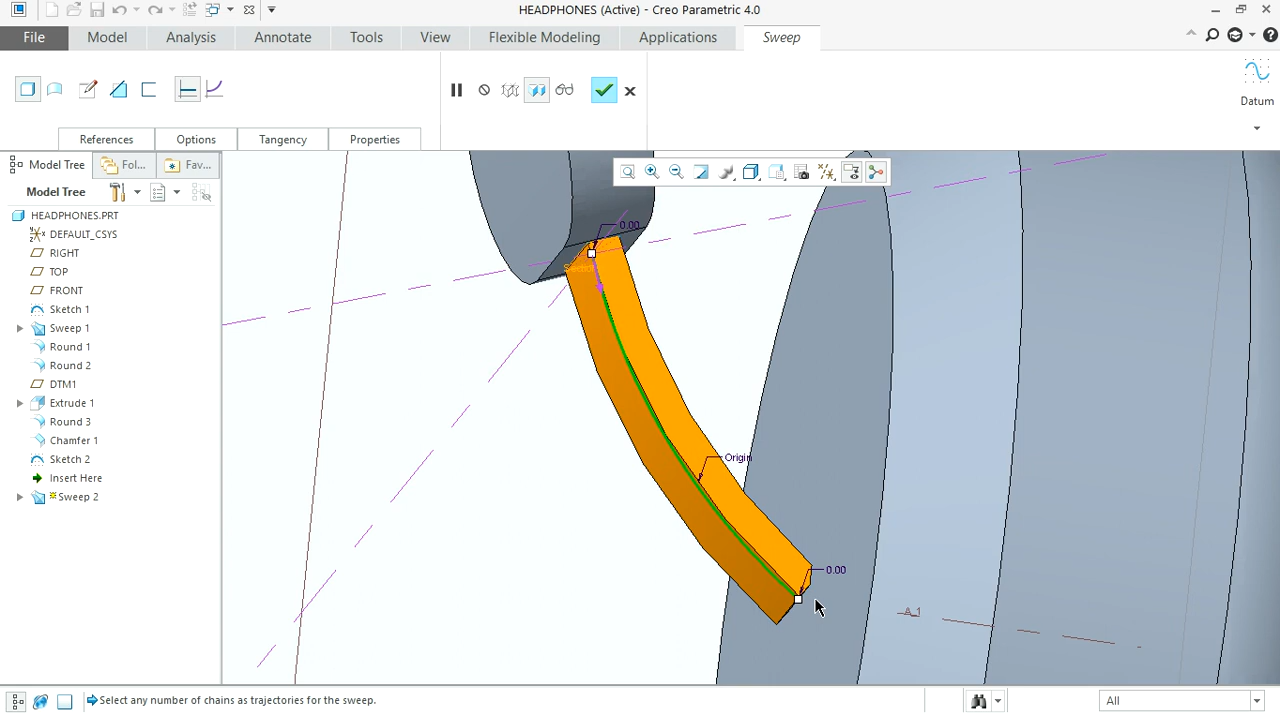 HEADPHONES (Active) - Creo Parametric 4.0
File Model Analysis Annotate Tools View Flexible Modeling Applications Sweep
Datum
References Options Tangency Properties
Model Tree Fol... Fav...
Model Tree
HEADPHONES.PRT
DEFAULT_CSYS
RIGHT
TOP
FRONT
Sketch 1
Sweep 1
Round 1
Round 2
DTM1
Extrude 1
Round 3
Chamfer 1
Sketch 2
Insert Here
Sweep 2
0.00
Section
Origin
0.00
A_1
Select any number of chains as trajectories for the sweep.
All